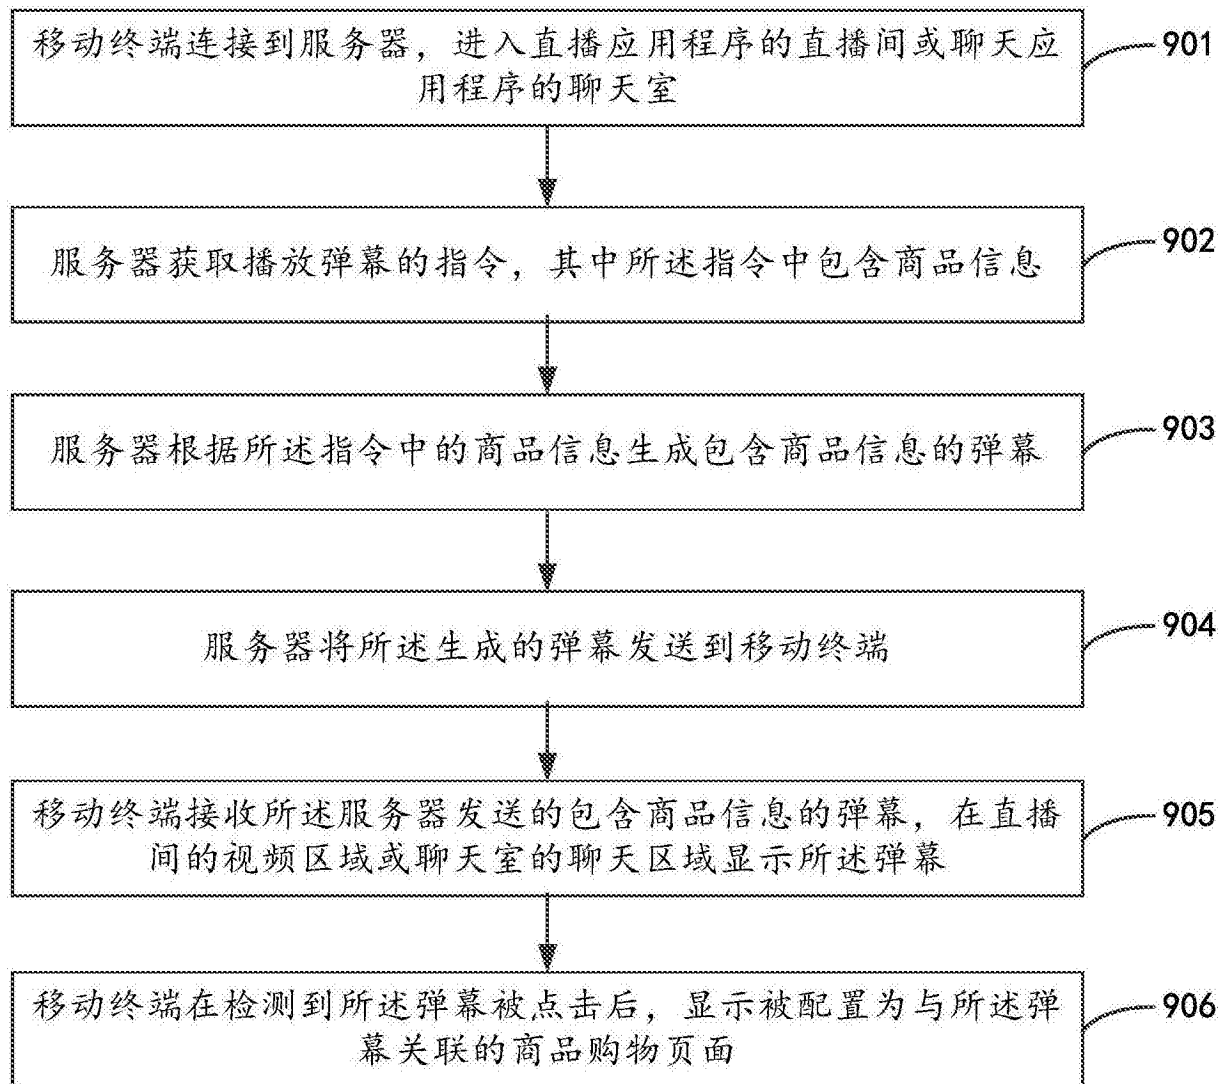 移动终端连接到服务器，进入直播应用程序的直播间或聊天应
用程序的聊天室
901
服务器获取播放弹幕的指令，其中所述指令中包含商品信息
902
服务器根据所述指令中的商品信息生成包含商品信息的弹幕
903
服务器将所述生成的弹幕发送到移动终端
904
移动终端接收所述服务器发送的包含商品信息的弹幕，在直播
间的视频区域或聊天室的聊天区域显示所述弹幕
905
移动终端在检测到所述弹幕被点击后，显示被配置为与所述弹
幕关联的商品购物页面
906